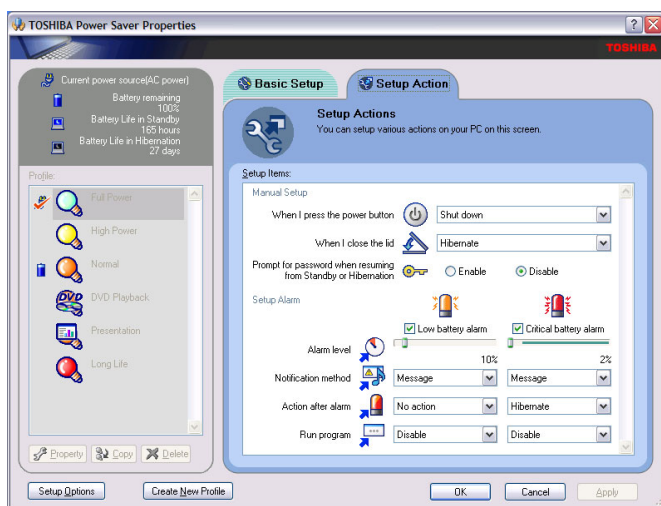 TOSHIBA Power Saver Properties
TOSHIBA
Current power source(AC power)
Battery remaining
100%
Battery Life in Standby
165 hours
Battery Life in Hibernation
27 days
Profile:
Full Power
High Power
Normal
DVD
DVD Playback
Presentation
Long Life
Property
Copy
Delete
Setup Options
Create New Profile
Basic Setup
Setup Action
Setup Actions
You can setup various actions on your PC on this screen.
Setup Items:
Manual Setup
When I press the power button
Shut down
When I close the lid
Hibernate
Prompt for password when resuming
from Standby or Hibernation
Enable
Disable
Setup Alarm
Low battery alarm
Critical battery alarm
Alarm level
10%
2%
Notification method
Message
Message
Action after alarm
No action
Hibernate
Run program
Disable
Disable
OK
Cancel
Apply